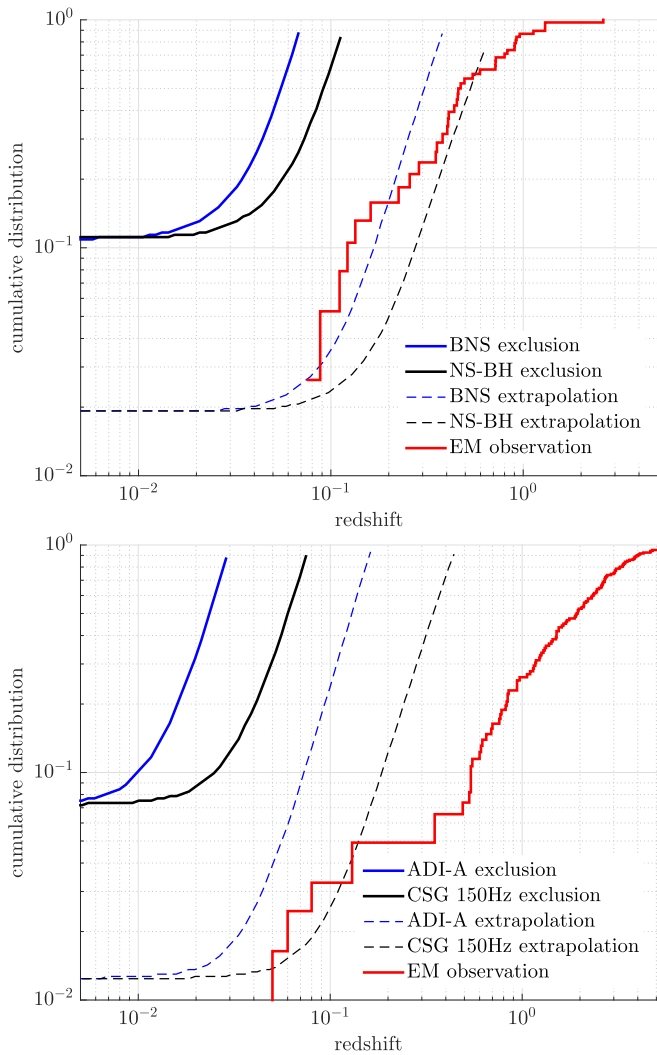 10^0
10^{-1}
10^{-2}
cumulative distribution
BNS exclusion
NS-BH exclusion
BNS extrapolation
NS-BH extrapolation
EM observation
10^{-2}
10^{-1}
10^0
redshift
10^0
10^{-1}
10^{-2}
cumulative distribution
ADI-A exclusion
CSG 150Hz exclusion
ADI-A extrapolation
CSG 150Hz extrapolation
EM observation
10^{-2}
10^{-1}
10^0
redshift